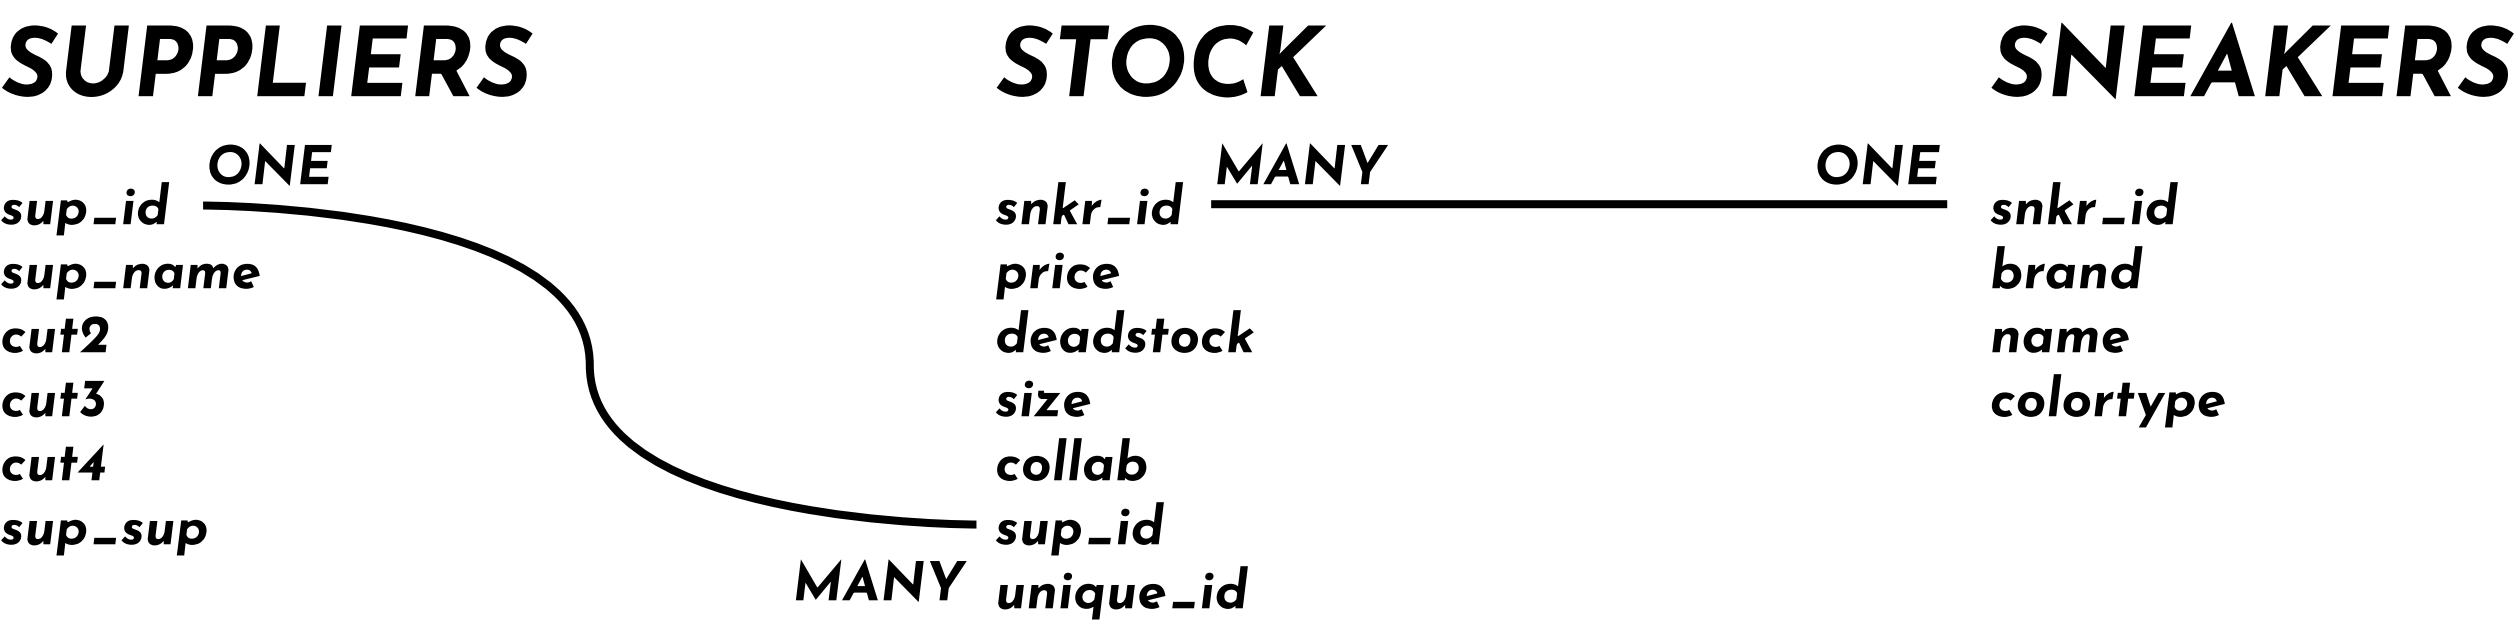 SUPPLIERS
ONE
sup_id
sup_name
cut2
cut3
cut4
sup_sup
STOCK
MANY
snkr_id
price
deadstock
size
collab
sup_id
MANY
unique_id
SNEAKERS
ONE
snkr_id
brand
name
colortype